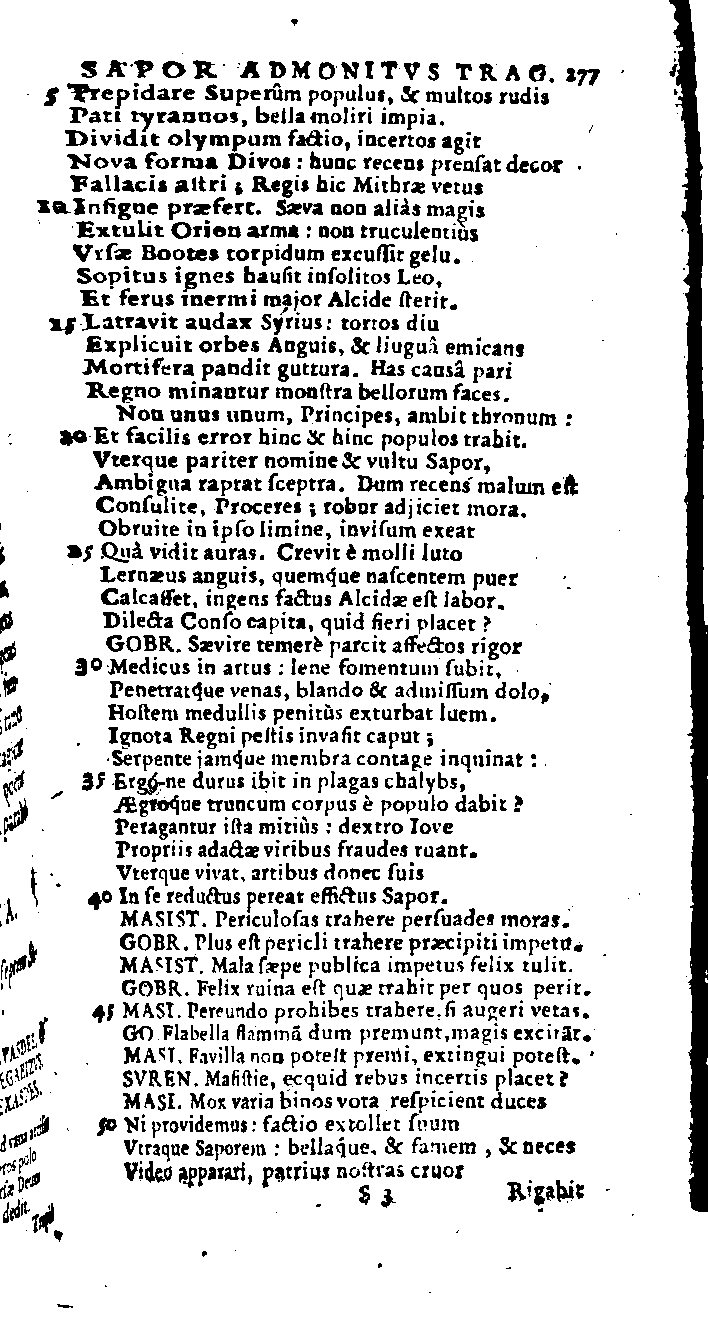 SAPOR ADMONITVS TRAG. 277
5 Trepidare Superûm populus, & multos rudis
Pati tyrannos, bella moliri impia.
Dividit olympum factio, incertos agit
Nova forma Divos : hunc recens prensat decor
Fallacis astri ; Regis hic Mithræ vetus
10 Insigne præfert. Sæva non aliàs magis
Extulit Orion arma : non truculentiùs
Vrsæ Bootes torpidum excussit gelu.
Sopitus ignes hausit insolitos Leo,
Et ferus inermi major Alcide sterit.
15 Latravit audax Syrius: tortos diu
Explicuit orbes Anguis, & liuguâ emicans
Mortifera pandit guttura. Has causâ pari
Regno minantur monstra bellorum faces.
Non unus unum, Principes, ambit thronum :
20 Et facilis error hinc & hinc populos trahit.
Vterque pariter nomine & vultu Sapor,
Ambigua raptat sceptra. Dum recens malum est
Consulite, Proceres ; robur adjiciet mora.
Obruite in ipso limine, invisum exeat
25 Quà vidit auras. Crevit è molli luto
Lernæus anguis, quemque nascentem puer
Calcasset, ingens factus Alcidæ est labor.
Dilecta Conso capita, quid fieri placet ?
GOBR. Sævire temerè parcit affectos rigor
30 Medicus in artus : lene fomentum subit,
Penetratque venas, blando & admissum dolo,
Hostem medullis penitùs exturbat luem.
Ignota Regni pestis invasit caput ;
Serpente jamque membra contage inquinat :
35 Ergó-ne durus ibit in plagas chalybs,
Ægroque truncum corpus è populo dabit ?
Peragantur ista mitiùs : dextro Iove
Propriis adactæ viribus fraudes ruant.
Vterque vivat, artibus donec suis
40 In se reductus pereat effictus Sapor.
MASIST. Periculosas trahere persuades moras.
GOBR. Plus est pericli trahere præcipiti impetu.
MASIST. Mala sæpe publica impetus felix tulit.
GOBR. Felix ruina est quæ trahit per quos perit.
45 MASI. Pereundo prohibes trahere, si augeri vetas.
GO Flabella flammã dum premunt, magis excitãt.
MASI. Favilla non potest premi, extingui potest.
SVREN. Masistie, ecquid rebus incertis placet ?
MASI. Mox varia binos vota respicient duces
50 Ni providemus: factio extollet suum
Vtraque Saporem : bellaque, & famem , & neces
Video apparari, patrius nostras cruor
S 3 Rigabit